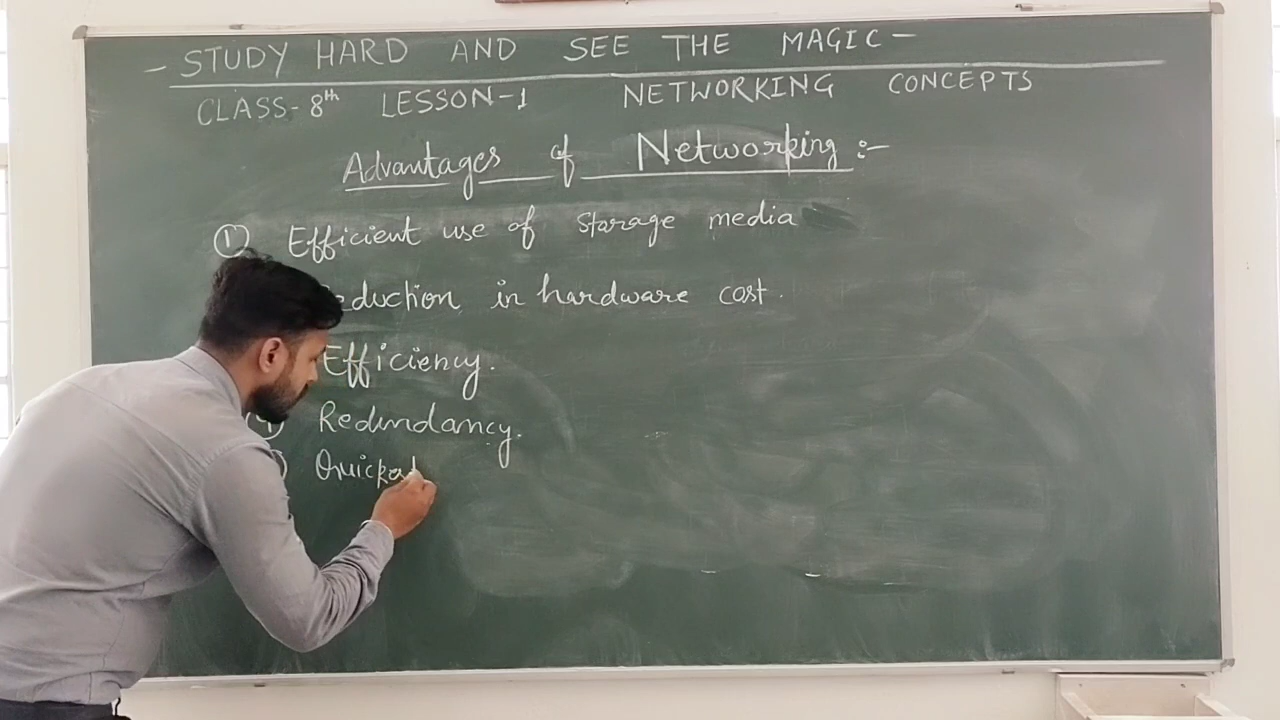 - STUDY HARD AND SEE THE MAGIC -
CLASS-8th LESSON-1 NETWORKING CONCEPTS
Advantages of Networking :-
① Efficient use of storage media
eduction in hardware cost.
Efficiency.
④ Redundancy.